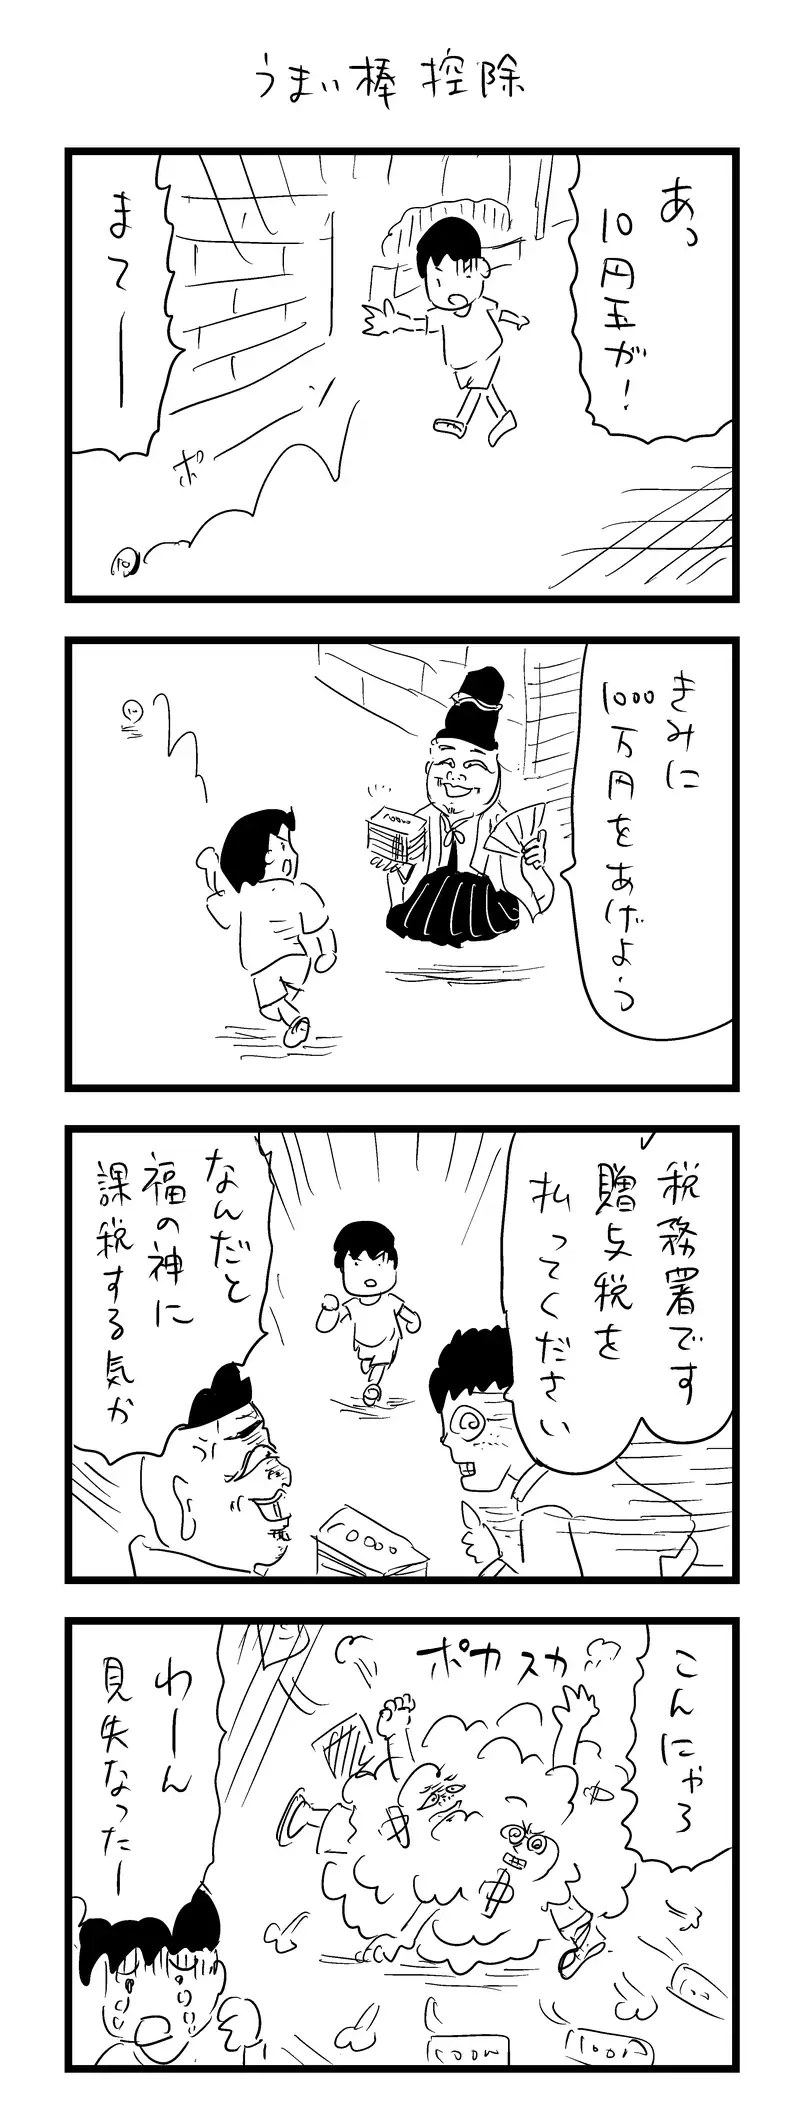 うまい棒 控除
あっ
10円玉が!
まてー
ポ
10
きみに
1000万円をあげよう
税務署です
贈与税を
払ってください
なんだと
福の神に
課税する気か
こんにゃろ
ポカスカ
わーん
見失なったー